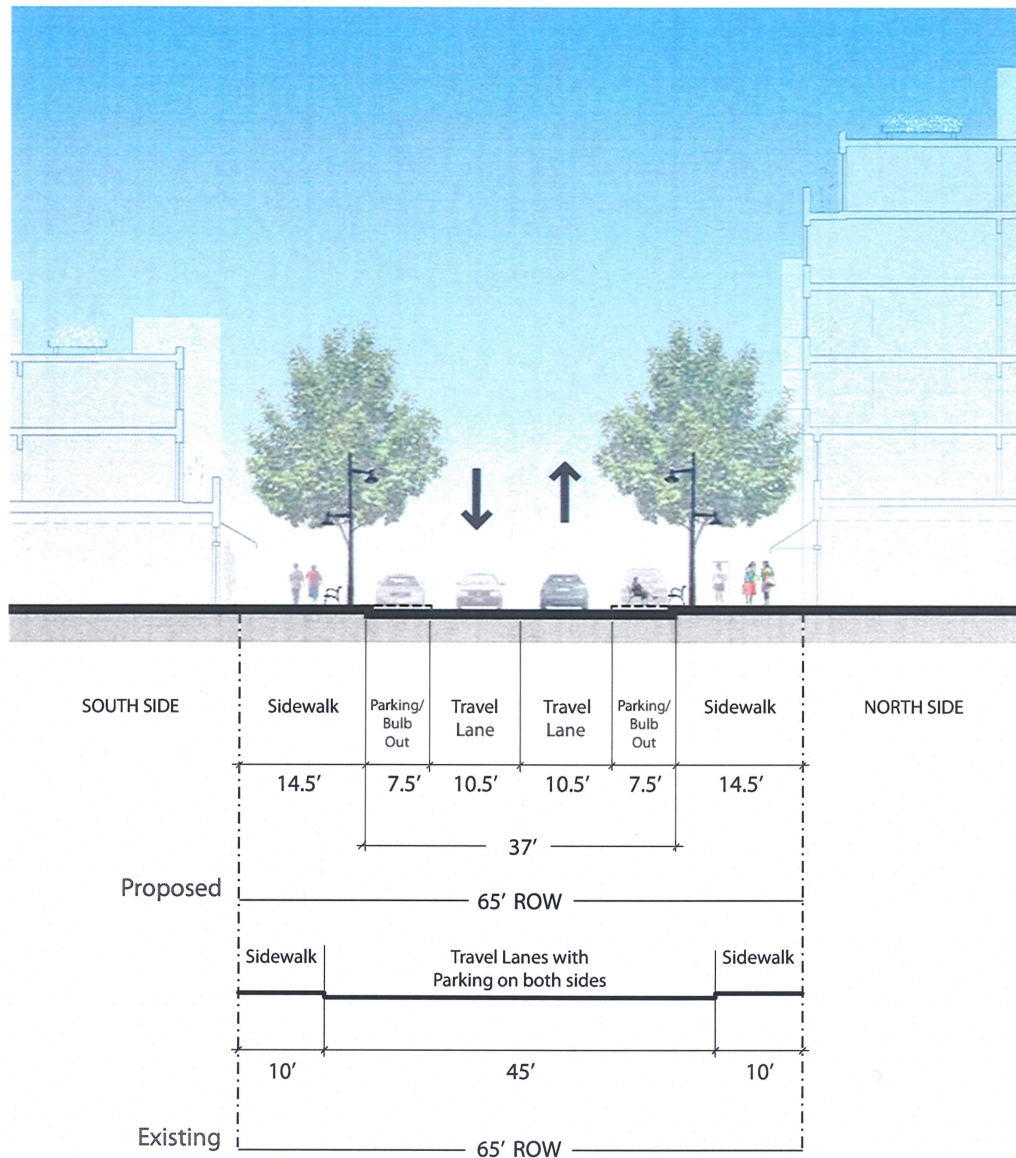 SOUTH SIDE
Sidewalk
Parking/
Bulb
Out
Travel
Lane
Travel
Lane
Parking/
Bulb
Out
Sidewalk
NORTH SIDE
14.5′
7.5′
10.5′
10.5′
7.5′
14.5′
37′
Proposed
65′ ROW
Sidewalk
Travel Lanes with
Parking on both sides
Sidewalk
10′
45′
10′
Existing
65′ ROW